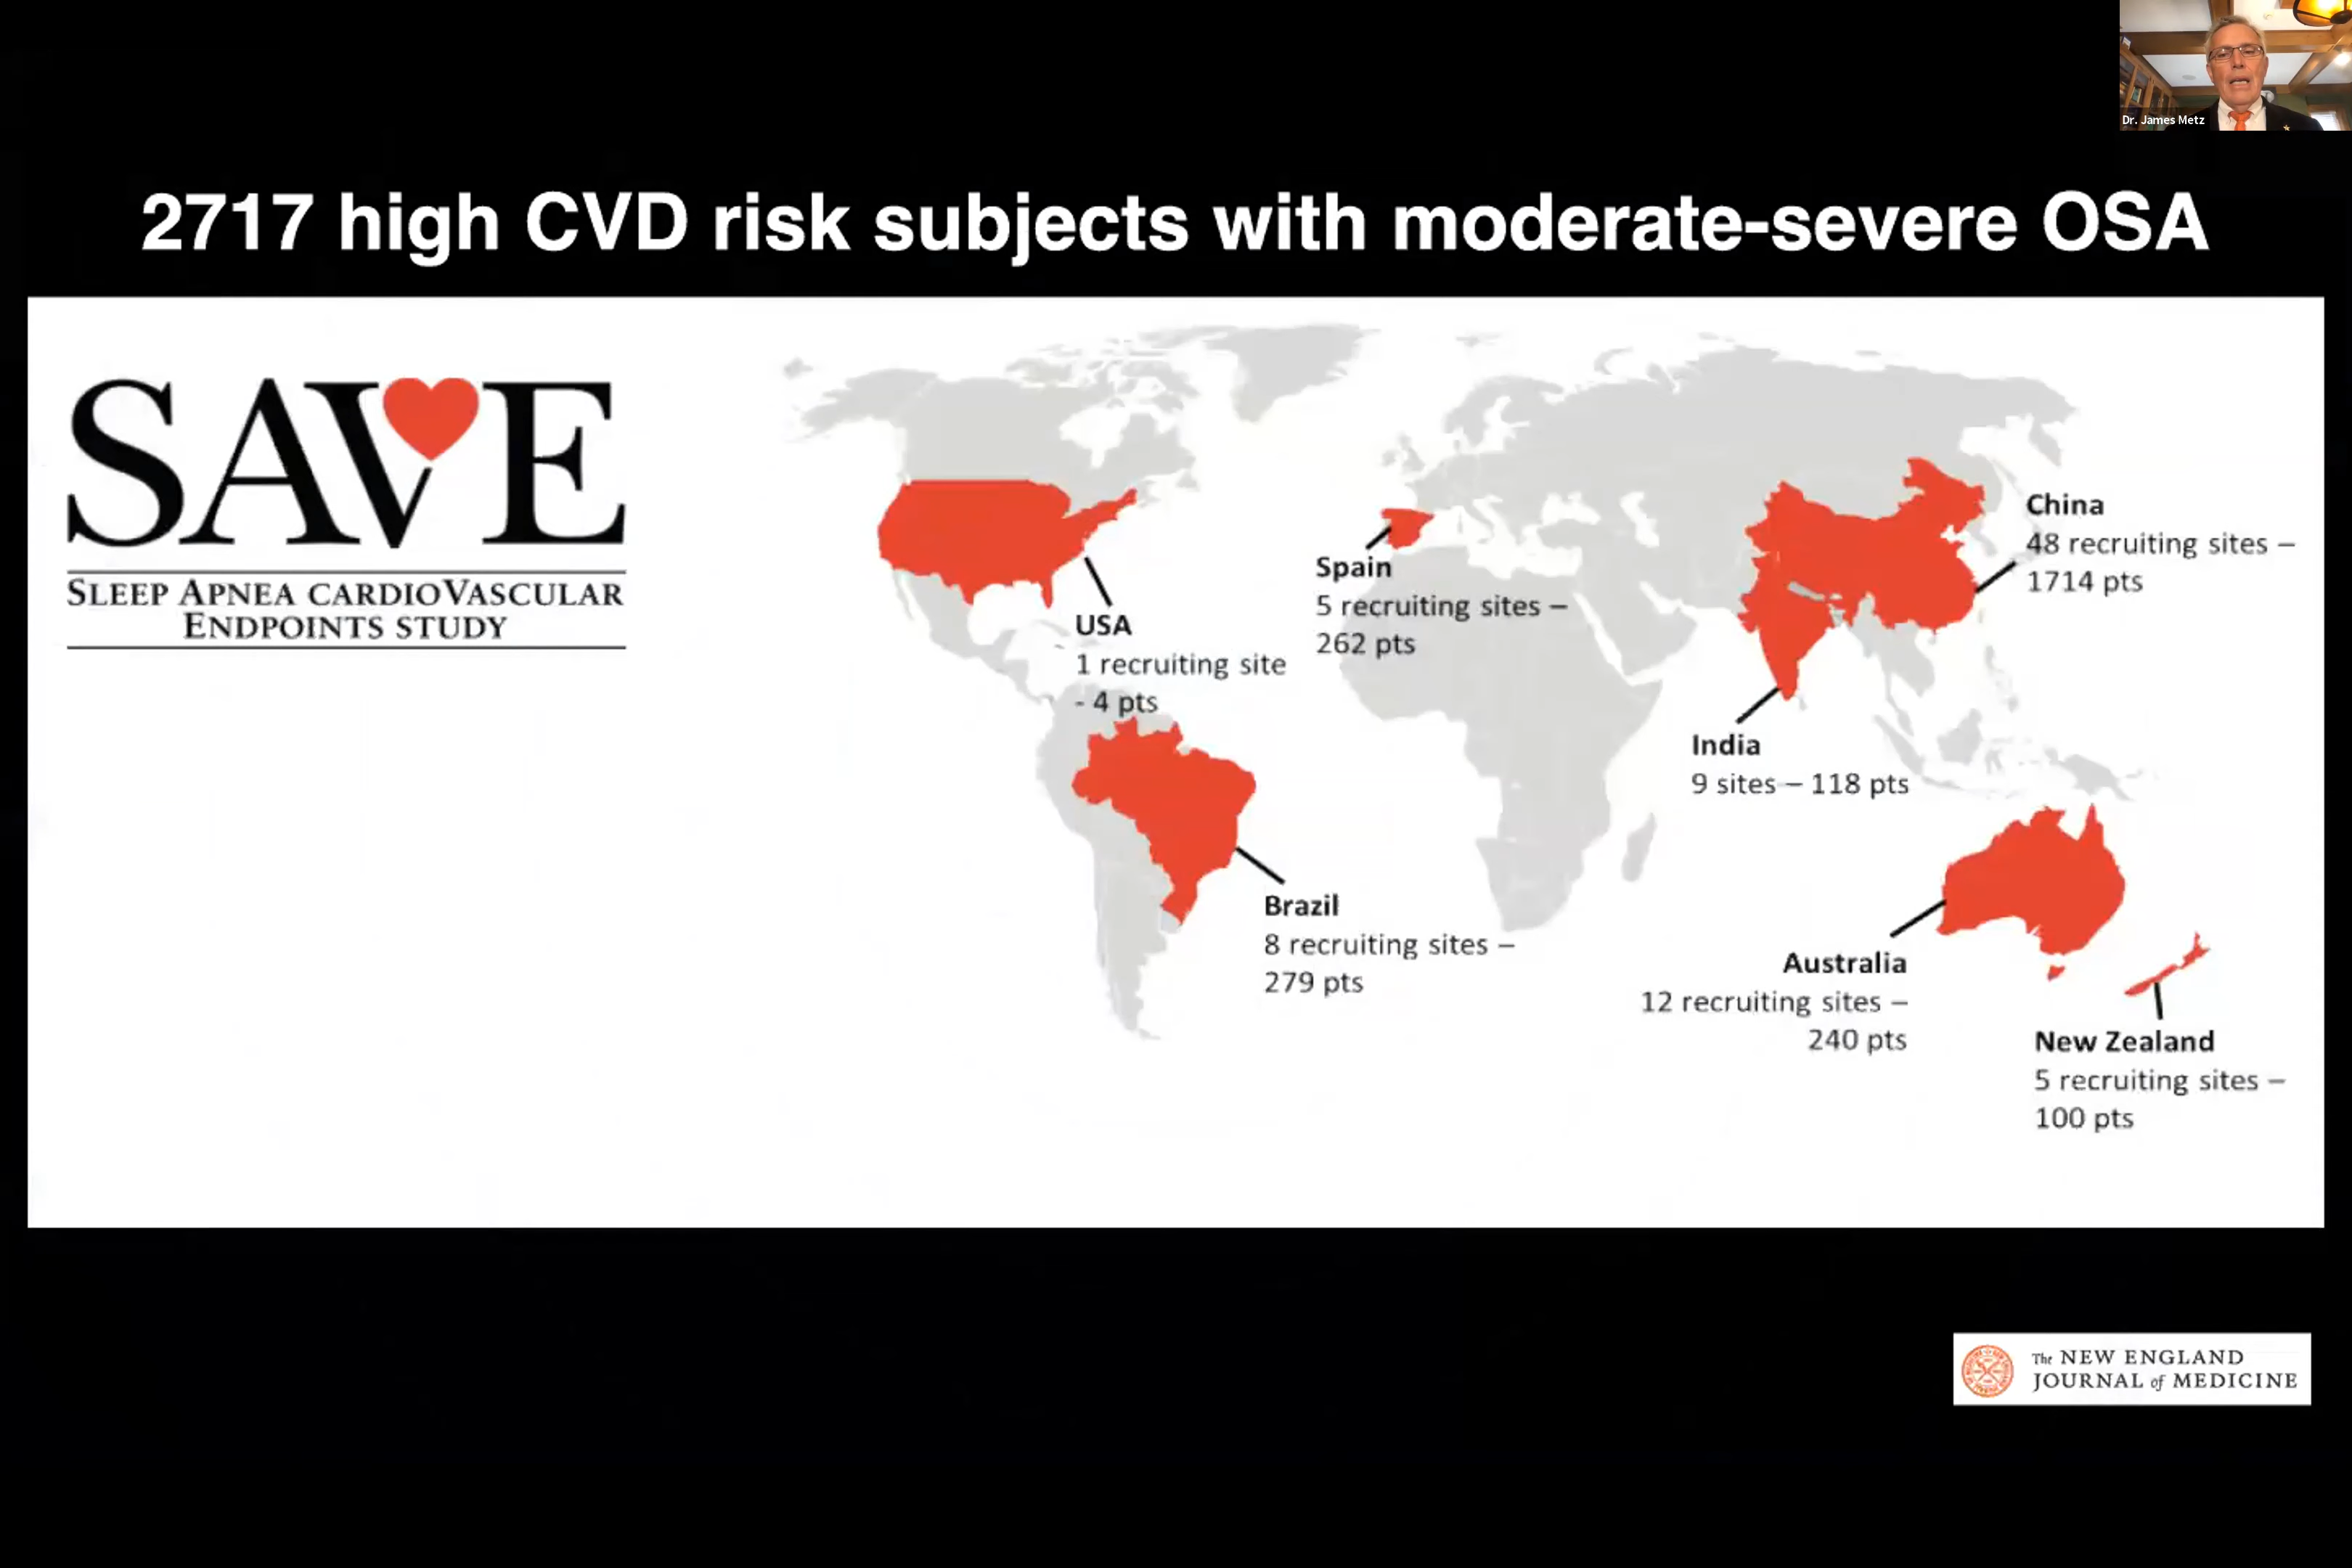 Dr. James Metz
2717 high CVD risk subjects with moderate-severe OSA
SAVE
SLEEP APNEA CARDIOVASCULAR
ENDPOINTS STUDY
USA
1 recruiting site
- 4 pts
Spain
5 recruiting sites –
262 pts
China
48 recruiting sites –
1714 pts
India
9 sites – 118 pts
Brazil
8 recruiting sites –
279 pts
Australia
12 recruiting sites –
240 pts
New Zealand
5 recruiting sites –
100 pts
The NEW ENGLAND
JOURNAL of MEDICINE